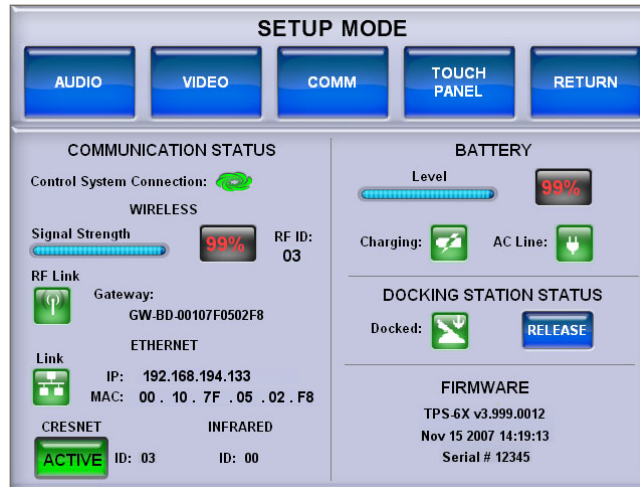 SETUP MODE
AUDIO
VIDEO
COMM
TOUCH
PANEL
RETURN
COMMUNICATION STATUS
Control System Connection:
WIRELESS
Signal Strength
99%
RF ID:
03
RF Link
Gateway:
GW-BD-00107F0502F8
ETHERNET
Link
IP: 192.168.194.133
MAC: 00 . 10 . 7F . 05 . 02 . F8
CRESNET
INFRARED
ACTIVE
ID: 03
ID: 00
BATTERY
Level
99%
Charging:
AC Line:
DOCKING STATION STATUS
Docked:
RELEASE
FIRMWARE
TPS-6X v3.999.0012
Nov 15 2007 14:19:13
Serial # 12345